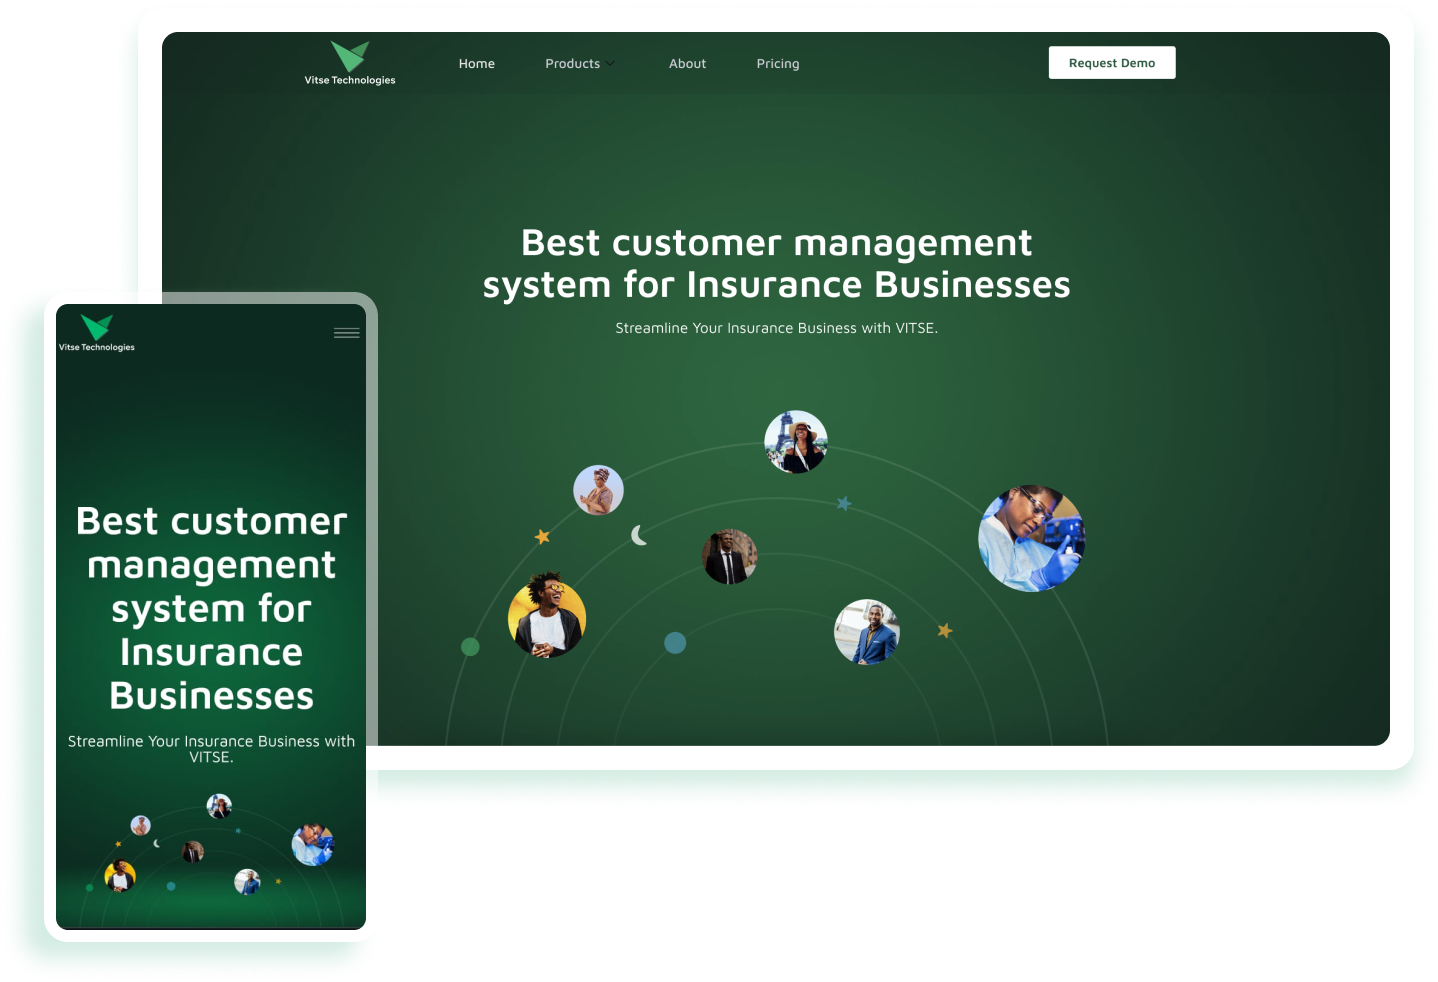 Vitse Technologies
Home
Products
About
Pricing
Request Demo
Best customer management
system for Insurance Businesses
Streamline Your Insurance Business with VITSE.
Vitse Technologies
Best customer
management
system for
Insurance
Businesses
Streamline Your Insurance Business with
VITSE.